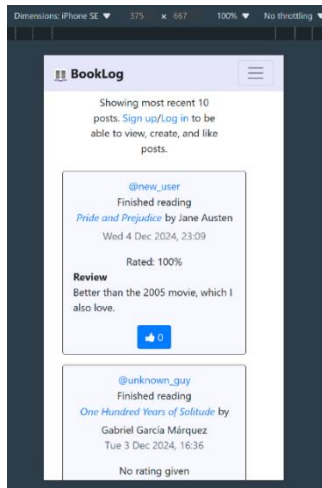 Dimensions: iPhone SE ▼ 375 x 667 100% ▼ No throttling ▼
BookLog
Showing most recent 10
posts. Sign up/Log in to be
able to view, create, and like
posts.
@new_user
Finished reading
Pride and Prejudice by Jane Austen
Wed 4 Dec 2024, 23:09
Rated: 100%
Review
Better than the 2005 movie, which I
also love.
0
@unknown_guy
Finished reading
One Hundred Years of Solitude by
Gabriel García Márquez
Tue 3 Dec 2024, 16:36
No rating given